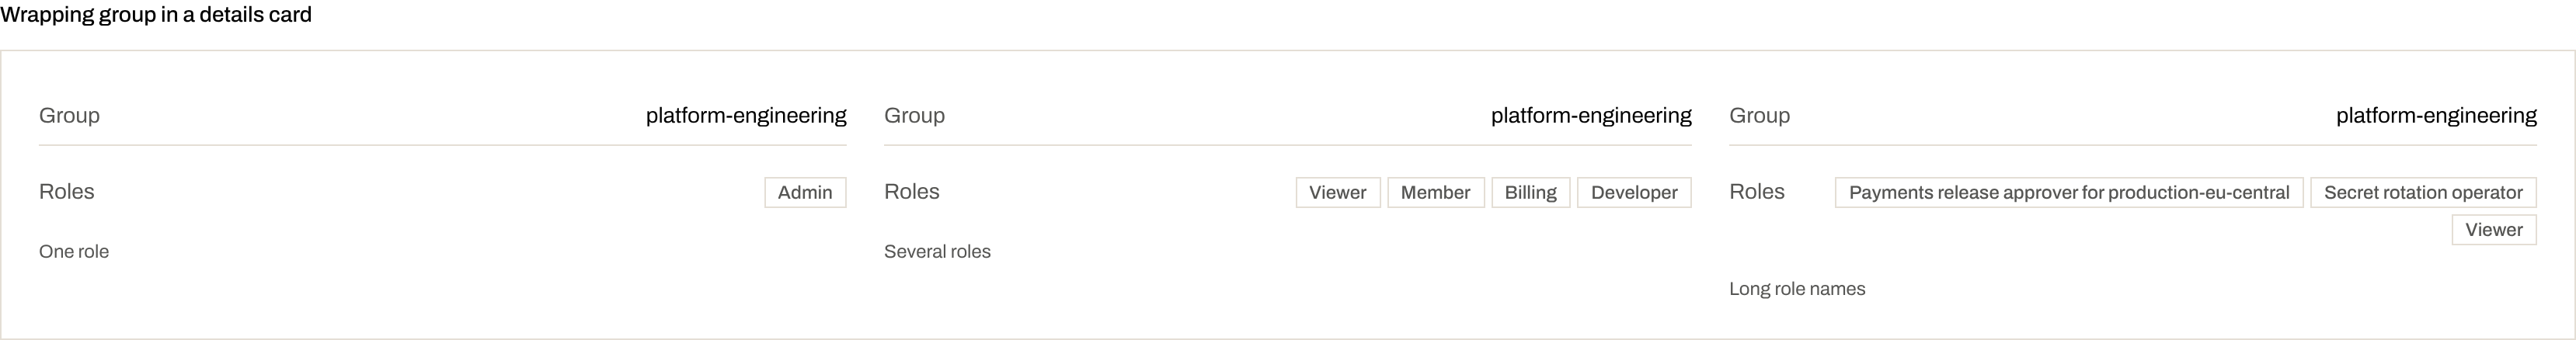 Wrapping group in a details card
Group platform-engineering
Roles Admin
One role
Group platform-engineering
Roles Viewer Member Billing Developer
Several roles
Group platform-engineering
Roles Payments release approver for production-eu-central Secret rotation operator
Viewer
Long role names